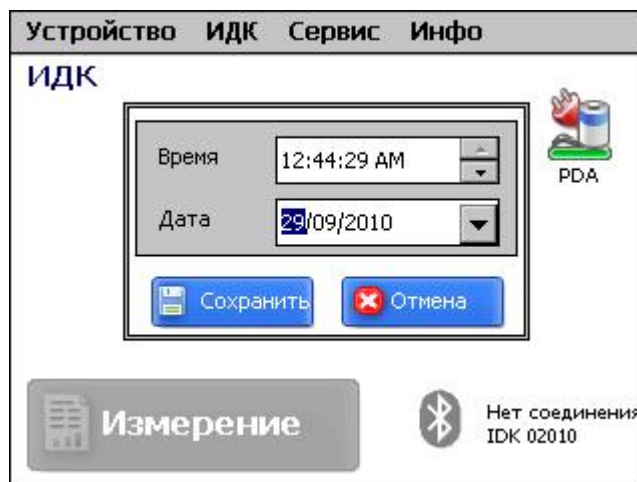 Устройство ИДК Сервис Инфо
ИДК
Время 12:44:29 AM
PDA
Дата 29/09/2010
Сохранить Отмена
Измерение
Нет соединения
IDK 02010